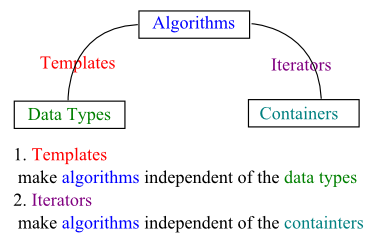 Algorithms
Templates
Iterators
Data Types
Containers
1. Templates
make algorithms independent of the data types
2. Iterators
make algorithms independent of the containters